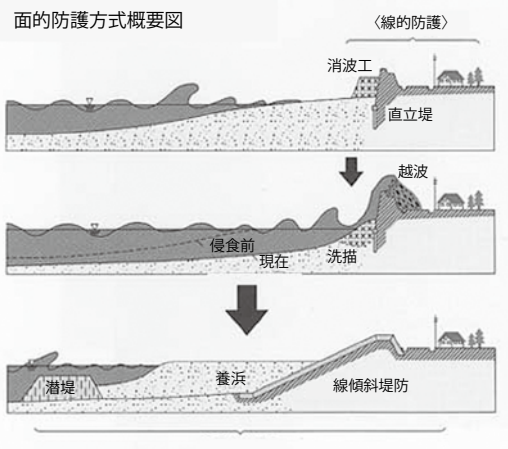 面的防護方式概要図
〈線的防護〉
消波工
直立堤
越波
侵食前
現在
洗描
潜堤
養浜
線傾斜堤防